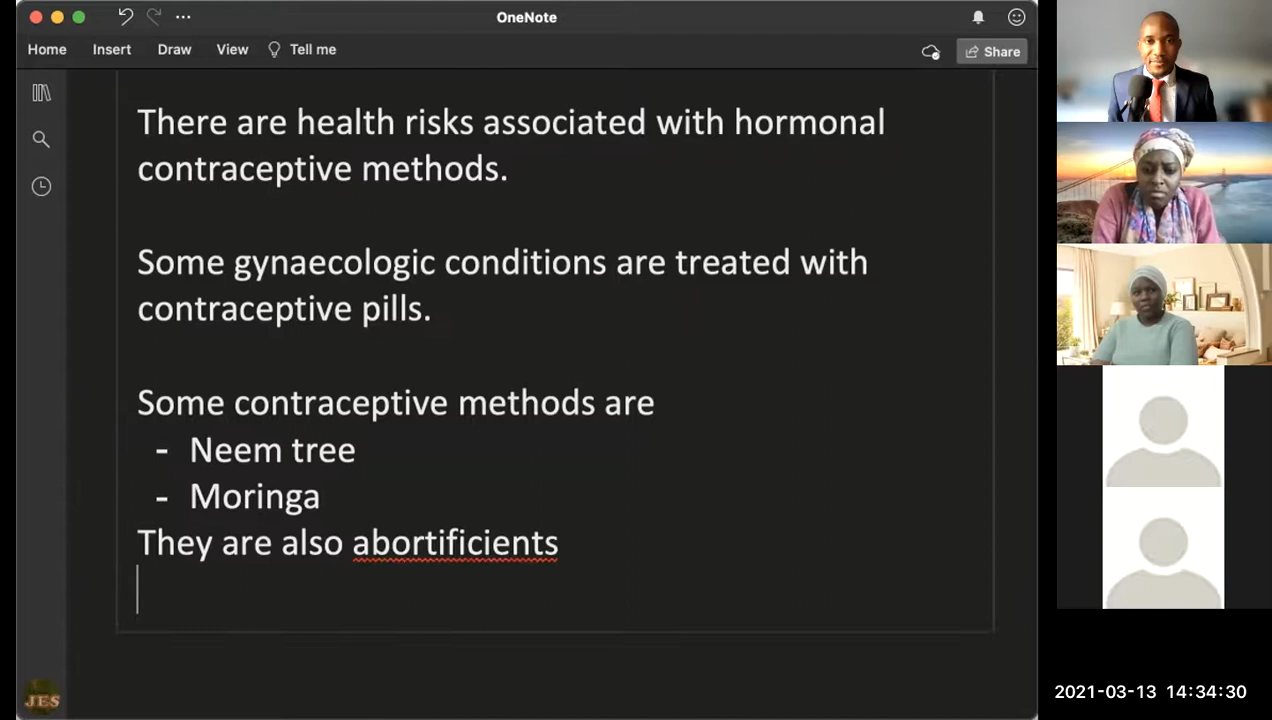 OneNote
Home Insert Draw View Tell me Share
There are health risks associated with hormonal
contraceptive methods.
Some gynaecologic conditions are treated with
contraceptive pills.
Some contraceptive methods are
- Neem tree
- Moringa
They are also abortificients
JES
2021-03-13 14:34:30